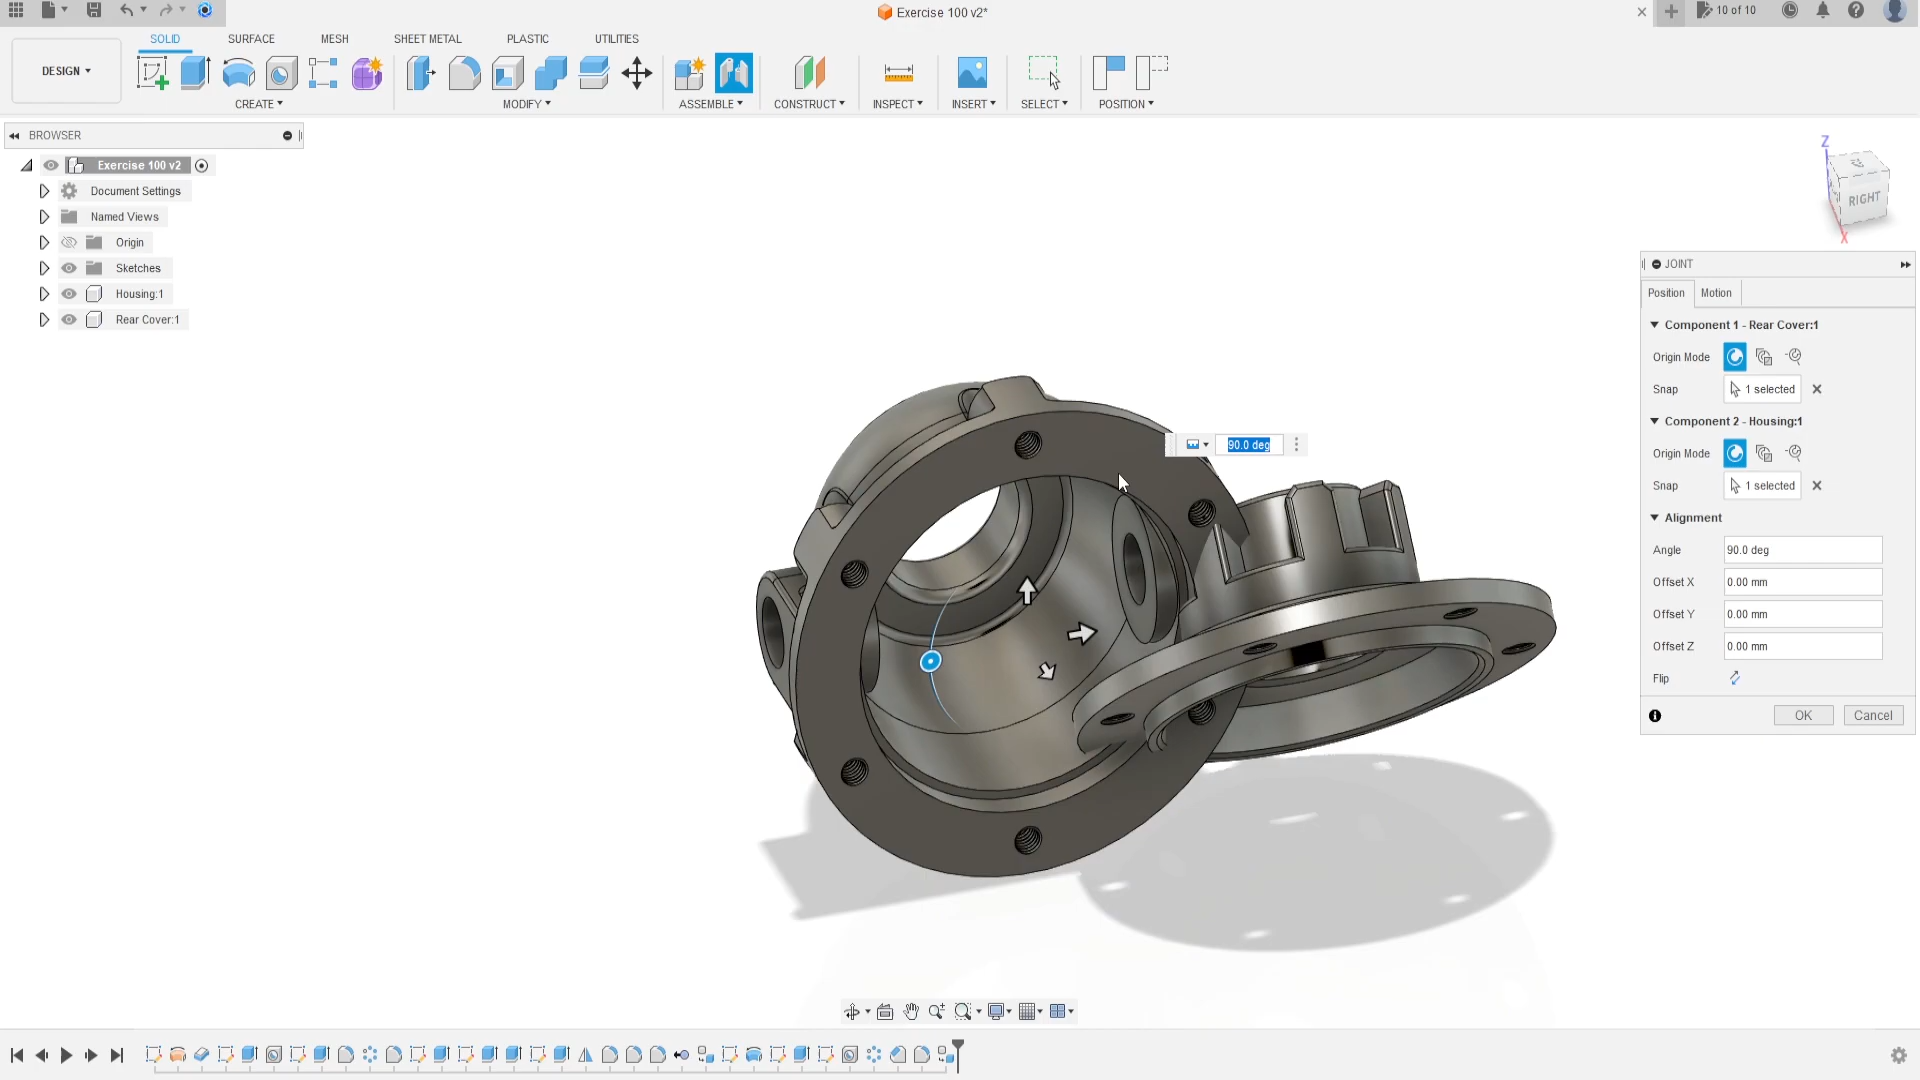 Exercise 100 v2*
10 of 10
DESIGN
SOLID
SURFACE
MESH
SHEET METAL
PLASTIC
UTILITIES
CREATE
MODIFY
ASSEMBLE
CONSTRUCT
INSPECT
INSERT
SELECT
POSITION
BROWSER
Exercise 100 v2
Document Settings
Named Views
Origin
Sketches
Housing:1
Rear Cover:1
Z
RIGHT
X
90.0 deg
JOINT
Position
Motion
Component 1 - Rear Cover:1
Origin Mode
Snap
1 selected
Component 2 - Housing:1
Origin Mode
Snap
1 selected
Alignment
Angle
90.0 deg
Offset X
0.00 mm
Offset Y
0.00 mm
Offset Z
0.00 mm
Flip
OK
Cancel